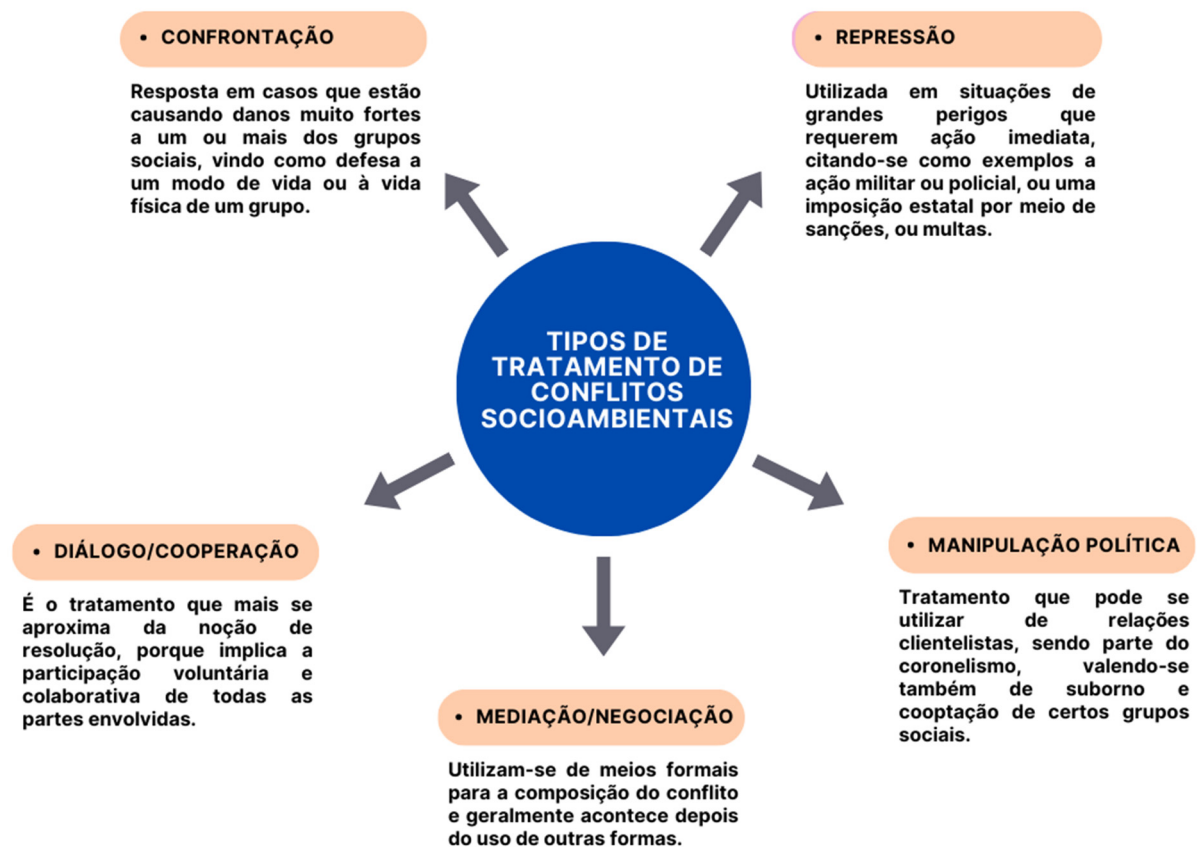 • CONFRONTAÇÃO
Resposta em casos que estão
causando danos muito fortes
a um ou mais dos grupos
sociais, vindo como defesa a
um modo de vida ou à vida
física de um grupo.
• REPRESSÃO
Utilizada em situações de
grandes perigos que
requerem ação imediata,
citando-se como exemplos a
ação militar ou policial, ou uma
imposição estatal por meio de
sanções, ou multas.
TIPOS DE
TRATAMENTO DE
CONFLITOS
SOCIOAMBIENTAIS
• DIÁLOGO/COOPERAÇÃO
É o tratamento que mais se
aproxima da noção de
resolução, porque implica a
participação voluntária e
colaborativa de todas as
partes envolvidas.
• MEDIAÇÃO/NEGOCIAÇÃO
Utilizam-se de meios formais
para a composição do conflito
e geralmente acontece depois
do uso de outras formas.
• MANIPULAÇÃO POLÍTICA
Tratamento que pode se
utilizar de relações
clientelistas, sendo parte do
coronelismo, valendo-se
também de suborno e
cooptação de certos grupos
sociais.